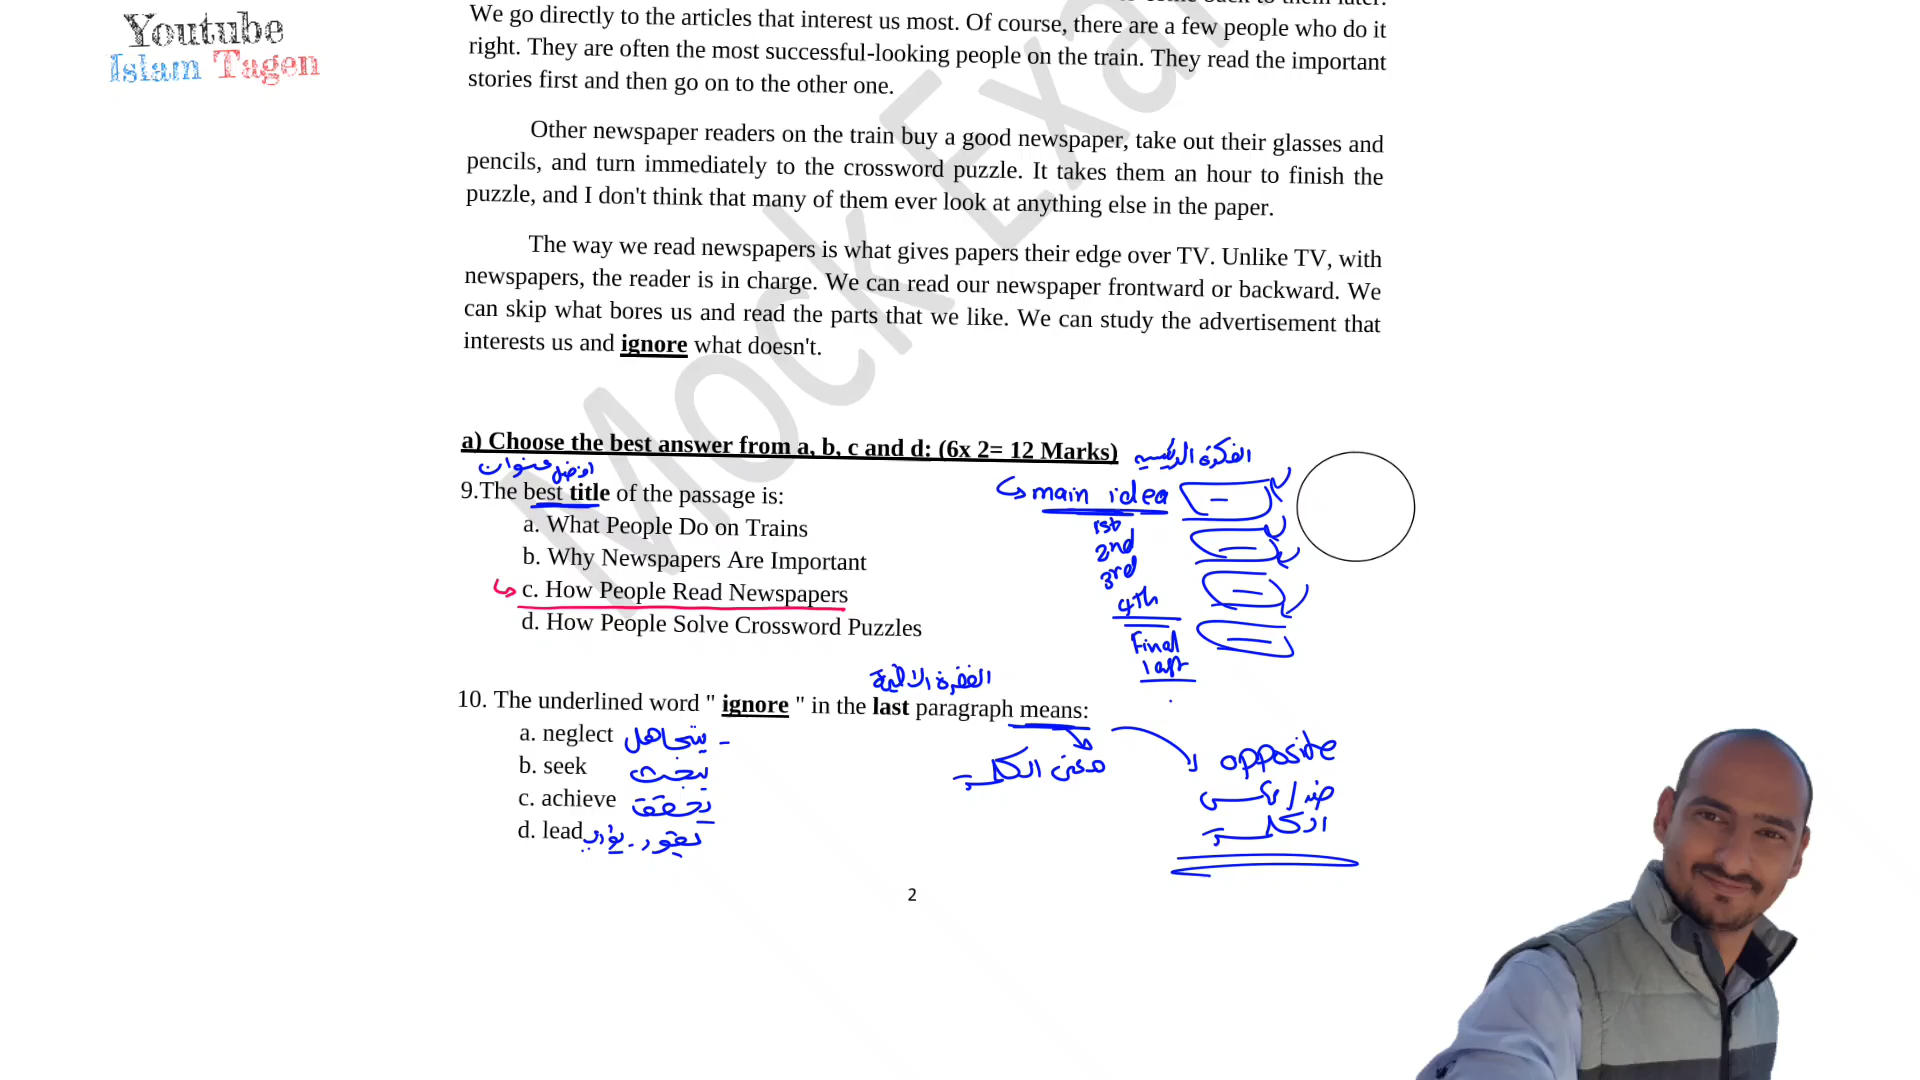 Youtube
Islam Tagen
We go directly to the articles that interest us most. Of course, there are a few people who do it
right. They are often the most successful-looking people on the train. They read the important
stories first and then go on to the other one.
Other newspaper readers on the train buy a good newspaper, take out their glasses and
pencils, and turn immediately to the crossword puzzle. It takes them an hour to finish the
puzzle, and I don't think that many of them ever look at anything else in the paper.
The way we read newspapers is what gives papers their edge over TV. Unlike TV, with
newspapers, the reader is in charge. We can read our newspaper frontward or backward. We
can skip what bores us and read the parts that we like. We can study the advertisement that
interests us and ignore what doesn't.
Mock Exa
a) Choose the best answer from a, b, c and d: (6x 2= 12 Marks)
الفكرة الرئيسية
افضل عنوان
9.The best title of the passage is:
main idea
a. What People Do on Trains
1st
b. Why Newspapers Are Important
2nd
3rd
c. How People Read Newspapers
4th
d. How People Solve Crossword Puzzles
Final
last
الفقرة
10. The underlined word " ignore " in the last paragraph means:
a. neglect يتجاهل
b. seek يبحث
c. achieve يحقق
d. lead يقود
معنى الكلمة
opposite
ضد / عكس
الكلمة
2